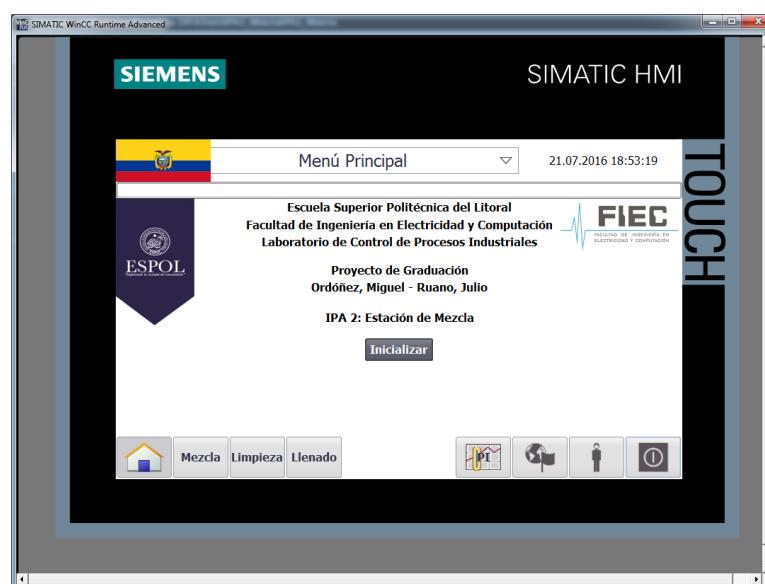 SIMATIC WinCC Runtime Advanced
SIEMENS
SIMATIC HMI
TOUCH
Menú Principal
21.07.2016 18:53:19
Escuela Superior Politécnica del Litoral
Facultad de Ingeniería en Electricidad y Computación
Laboratorio de Control de Procesos Industriales
FIEC
FACULTAD DE INGENIERÍA EN
ELECTRICIDAD Y COMPUTACIÓN
ESPOL
Proyecto de Graduación
Ordóñez, Miguel - Ruano, Julio
IPA 2: Estación de Mezcla
Inicializar
Mezcla
Limpieza
Llenado
PI